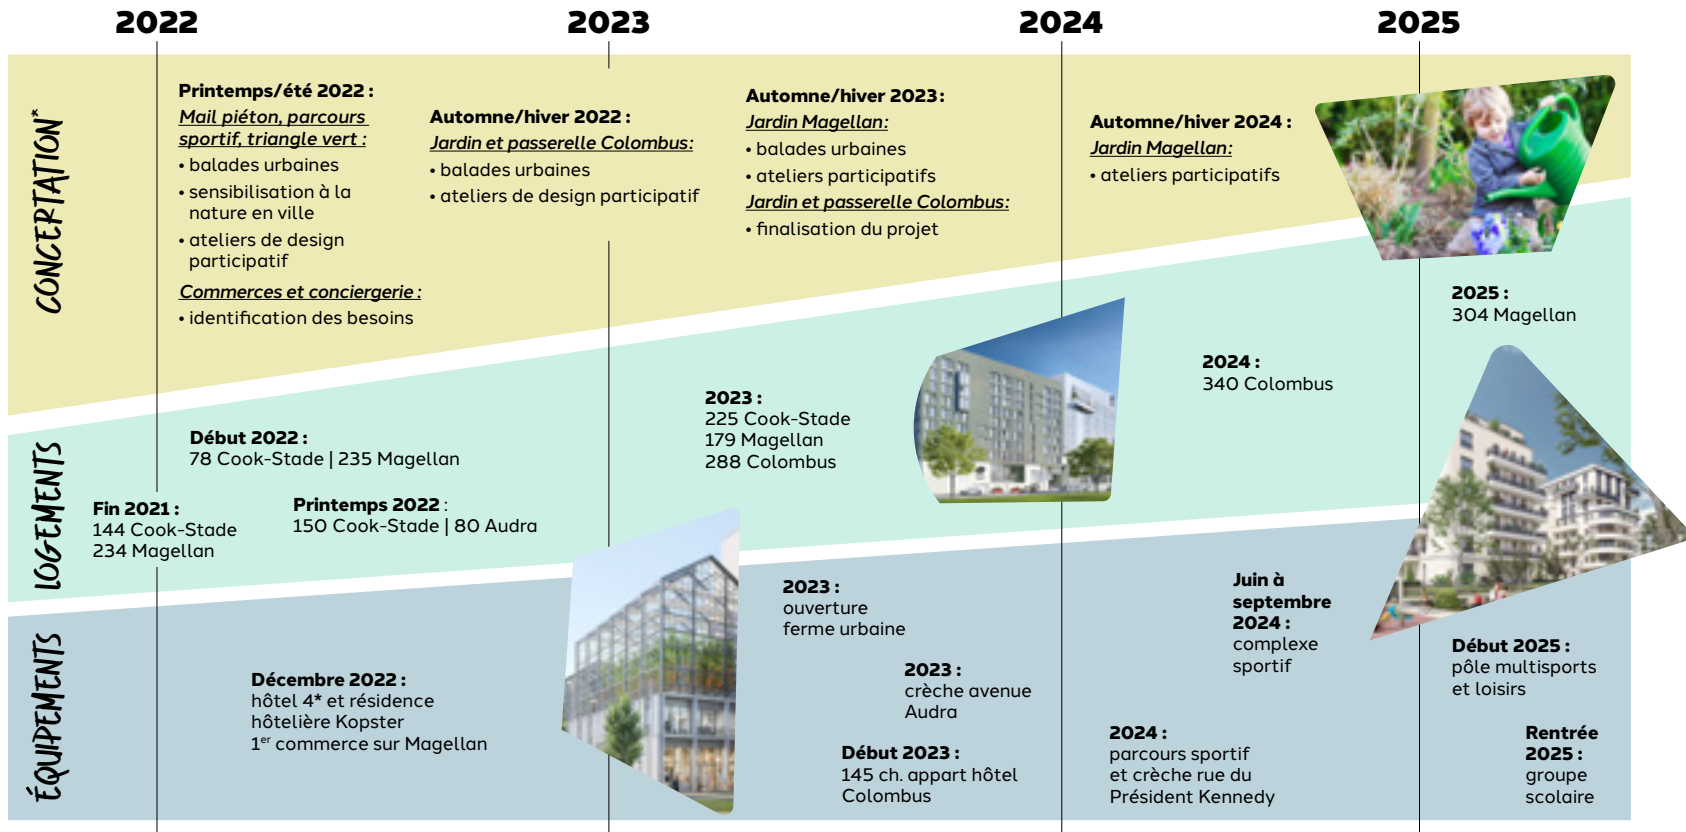 2022
2023
2024
2025
CONCERTATION*
Printemps/été 2022 :
Mail piéton, parcours
sportif, triangle vert :
• balades urbaines
• sensibilisation à la
nature en ville
• ateliers de design
participatif
Commerces et conciergerie :
• identification des besoins
Automne/hiver 2022 :
Jardin et passerelle Colombus:
• balades urbaines
• ateliers de design participatif
Automne/hiver 2023:
Jardin Magellan:
• balades urbaines
• ateliers participatifs
Jardin et passerelle Colombus:
• finalisation du projet
Automne/hiver 2024 :
Jardin Magellan:
• ateliers participatifs
LOGEMENTS
Fin 2021 :
144 Cook-Stade
234 Magellan
Début 2022 :
78 Cook-Stade | 235 Magellan
Printemps 2022 :
150 Cook-Stade | 80 Audra
2023 :
225 Cook-Stade
179 Magellan
288 Colombus
2024 :
340 Colombus
2025 :
304 Magellan
ÉQUIPEMENTS
Décembre 2022 :
hôtel 4* et résidence
hôtelière Kopster
1er commerce sur Magellan
2023 :
ouverture
ferme urbaine
2023 :
crèche avenue
Audra
Début 2023 :
145 ch. appart hôtel
Colombus
2024 :
parcours sportif
et crèche rue du
Président Kennedy
Juin à
septembre
2024 :
complexe
sportif
Début 2025 :
pôle multisports
et loisirs
Rentrée
2025 :
groupe
scolaire